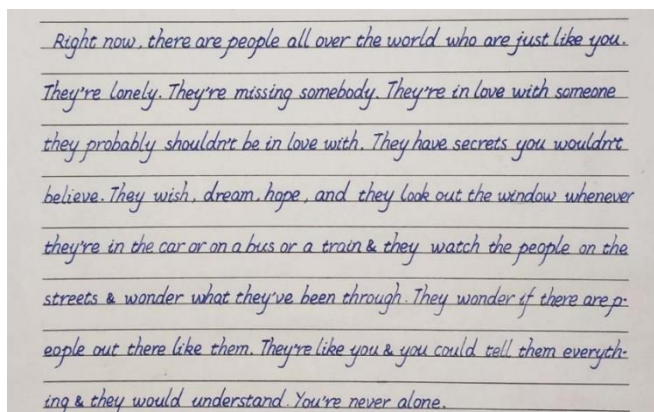 Right now, there are people all over the world who are just like you.
They're lonely. They're missing somebody. They're in love with someone
they probably shouldn't be in love with. They have secrets you wouldn't
believe. They wish, dream, hope, and they look out the window whenever
they're in the car or on a bus or a train & they watch the people on the
streets & wonder what they've been through. They wonder if there are p-
eople out there like them. They're like you & you could tell them everyth-
ing & they would understand. You're never alone.